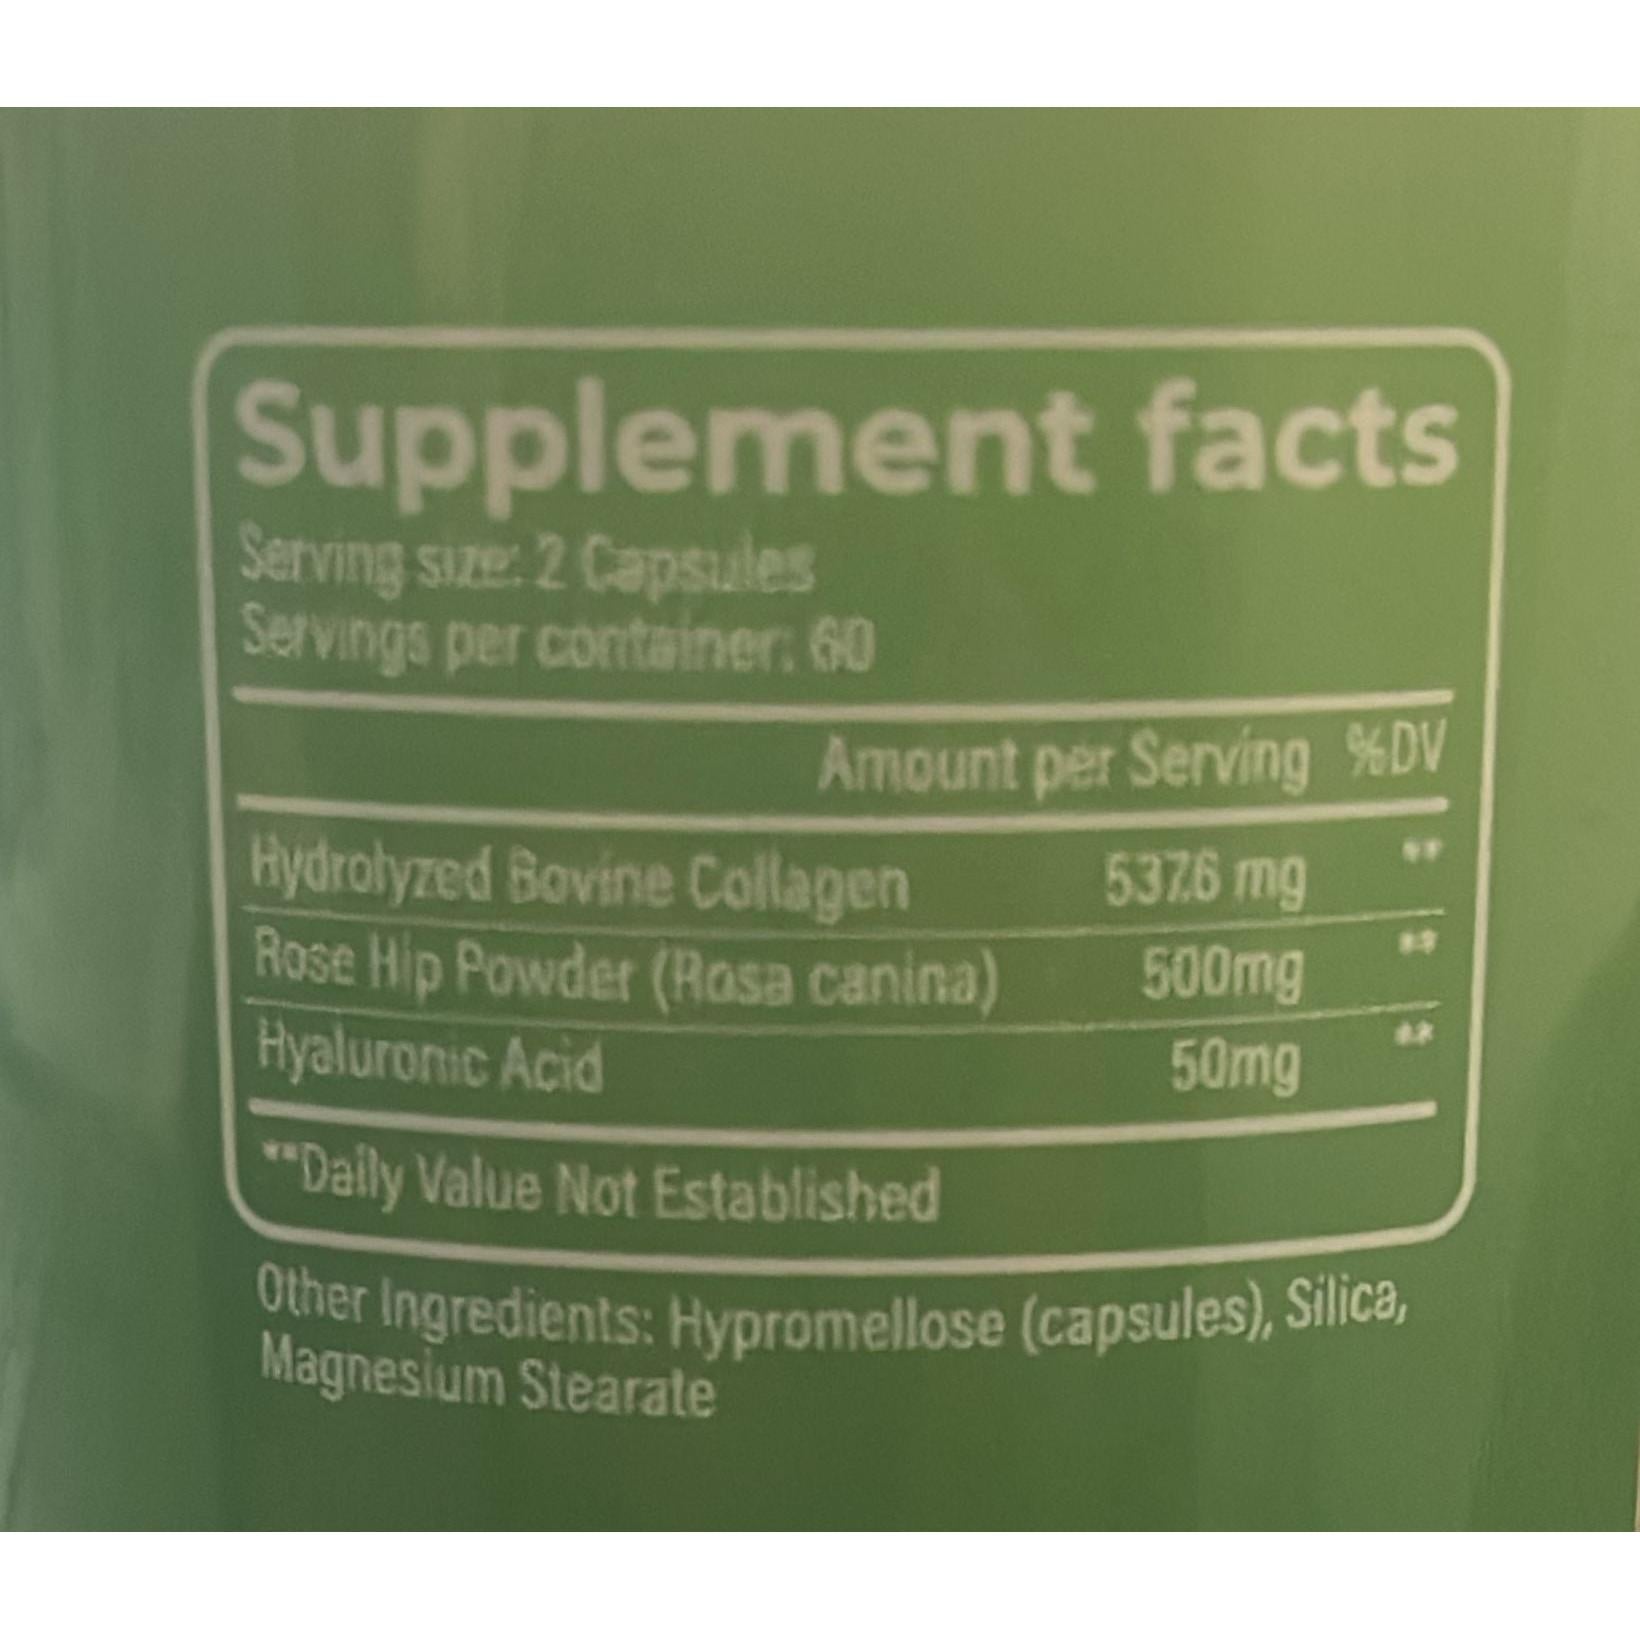 Supplement facts
Serving size: 2 Capsules
Servings per container: 60
Amount per Serving %DV
Hydrolyzed Bovine Collagen 537.6 mg **
Rose Hip Powder (Rosa canina) 500mg **
Hyaluronic Acid 50mg **
**Daily Value Not Established
Other Ingredients: Hypromellose (capsules), Silica,
Magnesium Stearate